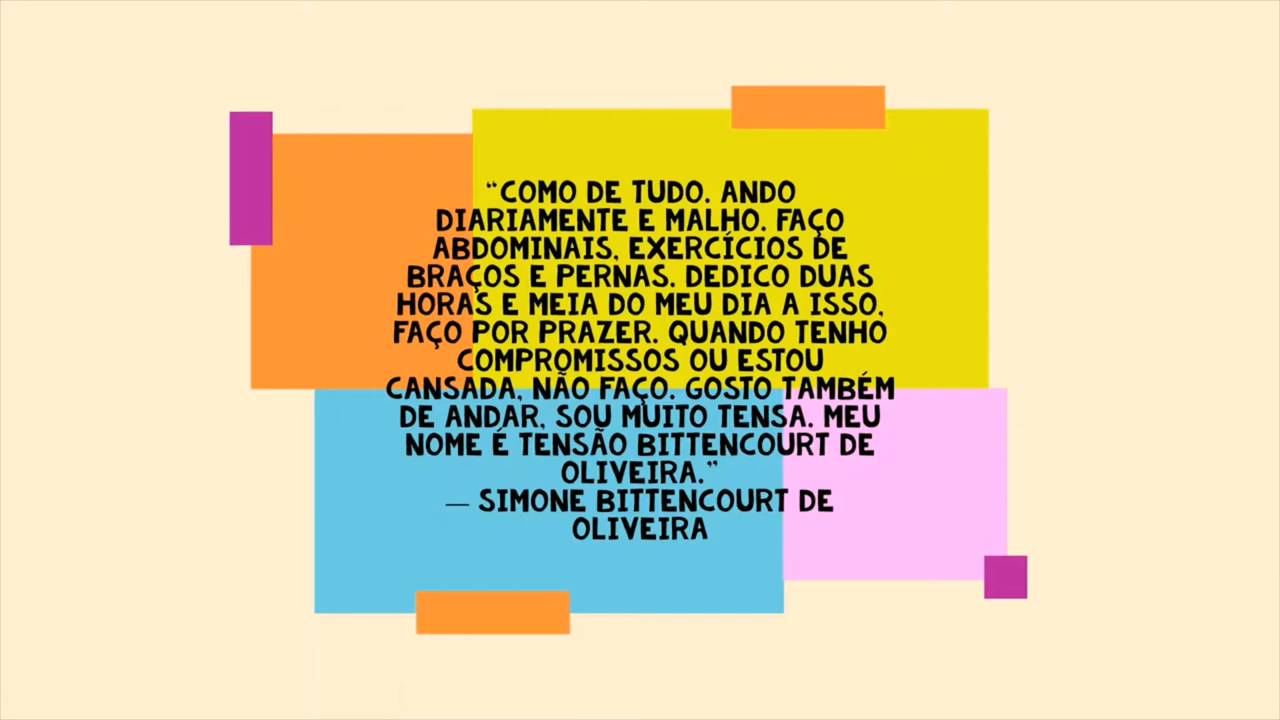 “COMO DE TUDO. ANDO
DIARIAMENTE E MALHO. FAÇO
ABDOMINAIS, EXERCÍCIOS DE
BRAÇOS E PERNAS. DEDICO DUAS
HORAS E MEIA DO MEU DIA A ISSO,
FAÇO POR PRAZER. QUANDO TENHO
COMPROMISSOS OU ESTOU
CANSADA, NÃO FAÇO. GOSTO TAMBÉM
DE ANDAR, SOU MUITO TENSA. MEU
NOME É TENSÃO BITTENCOURT DE
OLIVEIRA.”
— SIMONE BITTENCOURT DE
OLIVEIRA